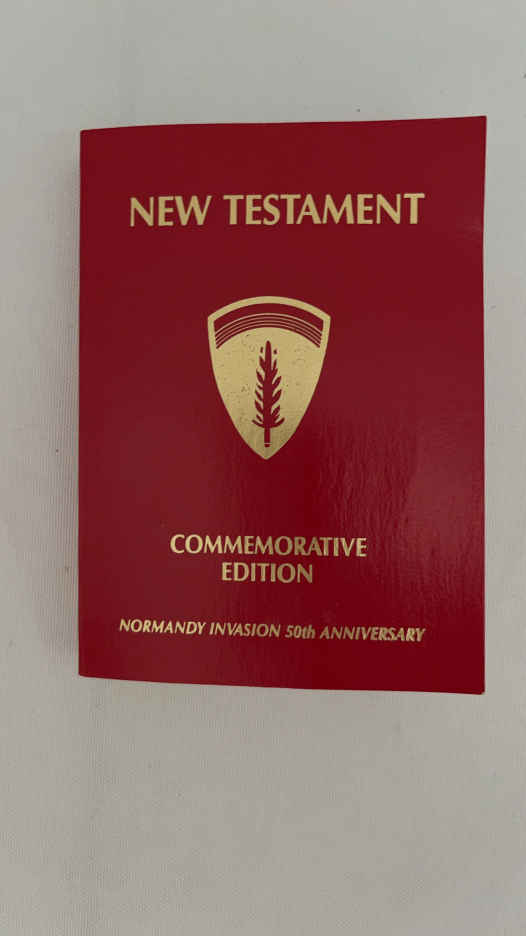 NEW TESTAMENT
COMMEMORATIVE
EDITION
NORMANDY INVASION 50th ANNIVERSARY